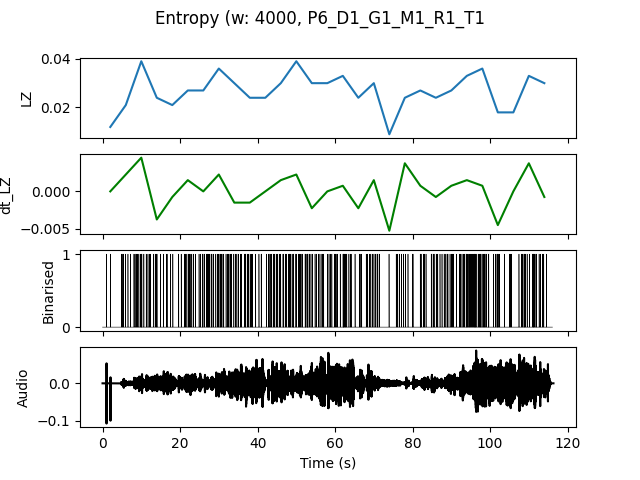 Entropy (w: 4000, P6_D1_G1_M1_R1_T1
0.04
0.02
LZ
0.000
−0.005
dt_LZ
1
0
Binarised
0.0
−0.1
Audio
0 20 40 60 80 100 120
Time (s)